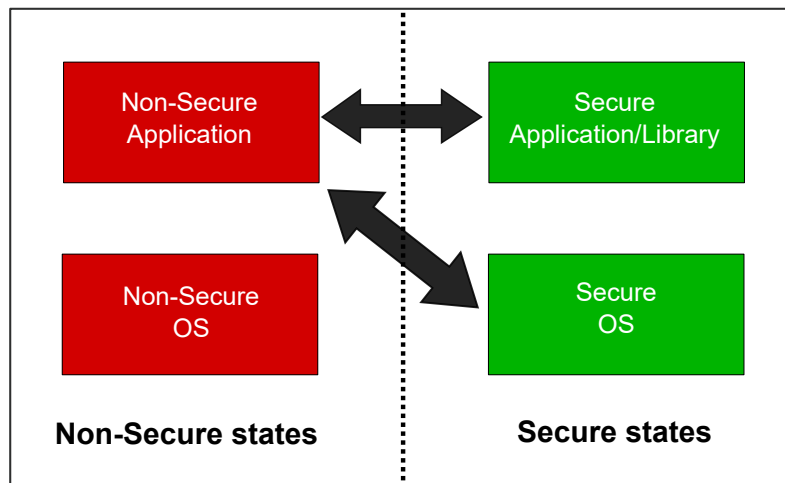 Non-Secure
Application
Secure
Application/Library
Non-Secure
OS
Secure
OS
Non-Secure states
Secure states